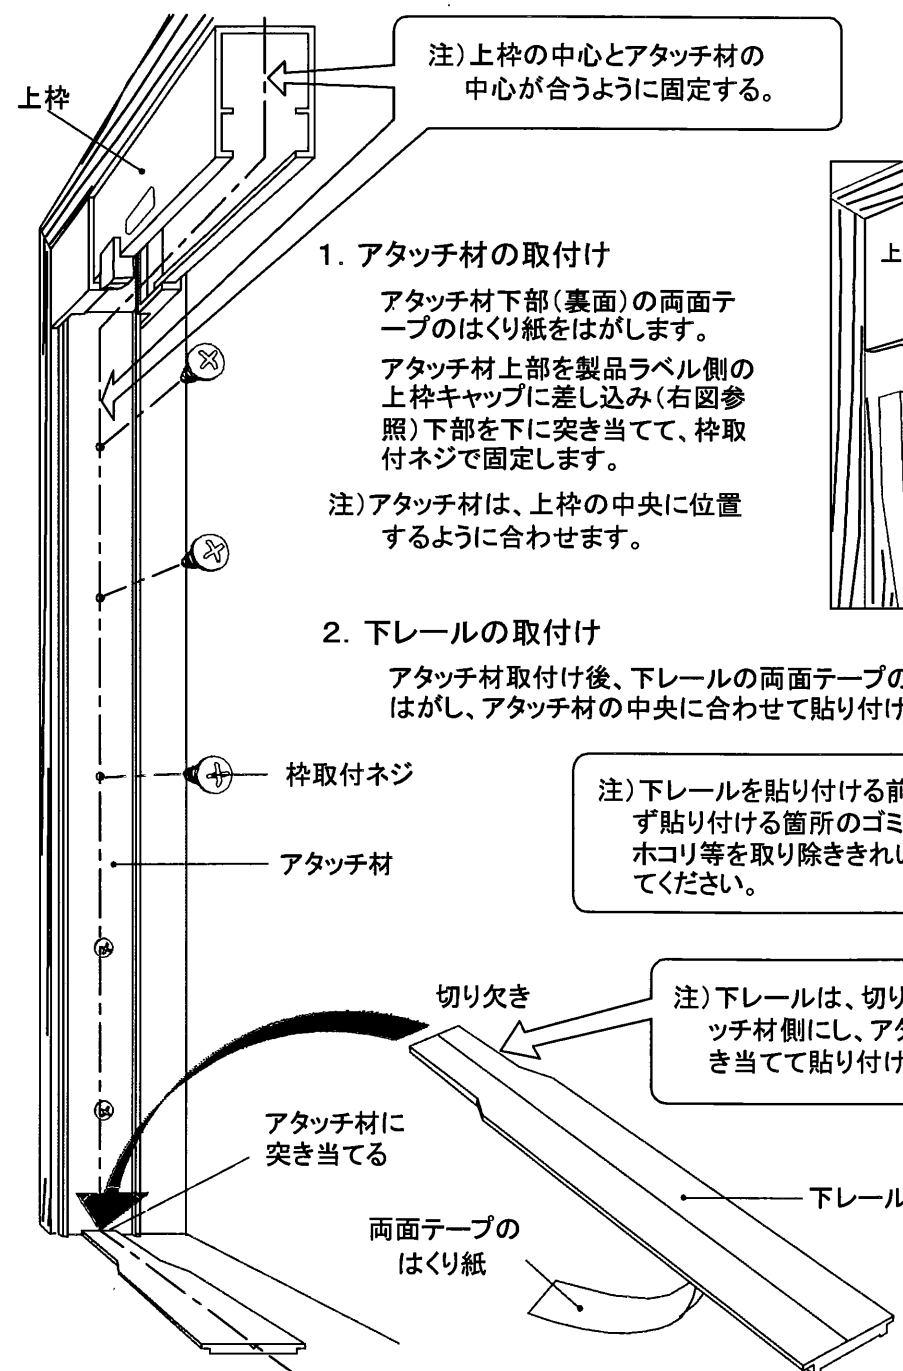 注）上枠の中心とアタッチ材の
中心が合うように固定する。
上枠
上
1. アタッチ材の取付け
アタッチ材下部（裏面）の両面テ
ープのはくり紙をはがします。
アタッチ材上部を製品ラベル側の
上枠キャップに差し込み（右図参
照）下部を下に突き当てて、枠取
付ネジで固定します。
注）アタッチ材は、上枠の中央に位置
するように合わせます。
2. 下レールの取付け
アタッチ材取付け後、下レールの両面テープの
はがし、アタッチ材の中央に合わせて貼り付け
枠取付ネジ
アタッチ材
注）下レールを貼り付ける前
ず貼り付ける箇所のゴミ
ホコリ等を取り除ききれい
てください。
切り欠き
注）下レールは、切り
ッチ材側にし、アタ
き当てて貼り付け
アタッチ材に
突き当てる
下レール
両面テープの
はくり紙